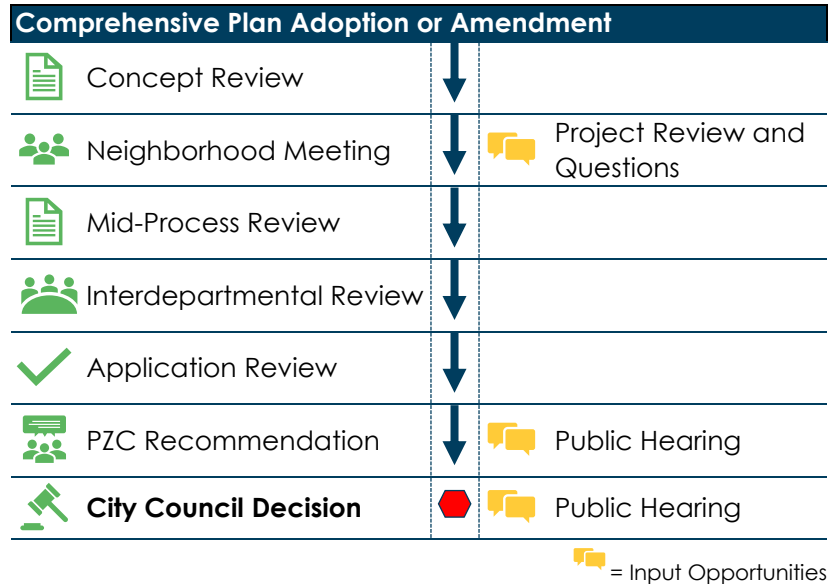 Comprehensive Plan Adoption or Amendment
Concept Review
Neighborhood Meeting
Project Review and
Questions
Mid-Process Review
Interdepartmental Review
Application Review
PZC Recommendation
Public Hearing
City Council Decision
Public Hearing
= Input Opportunities